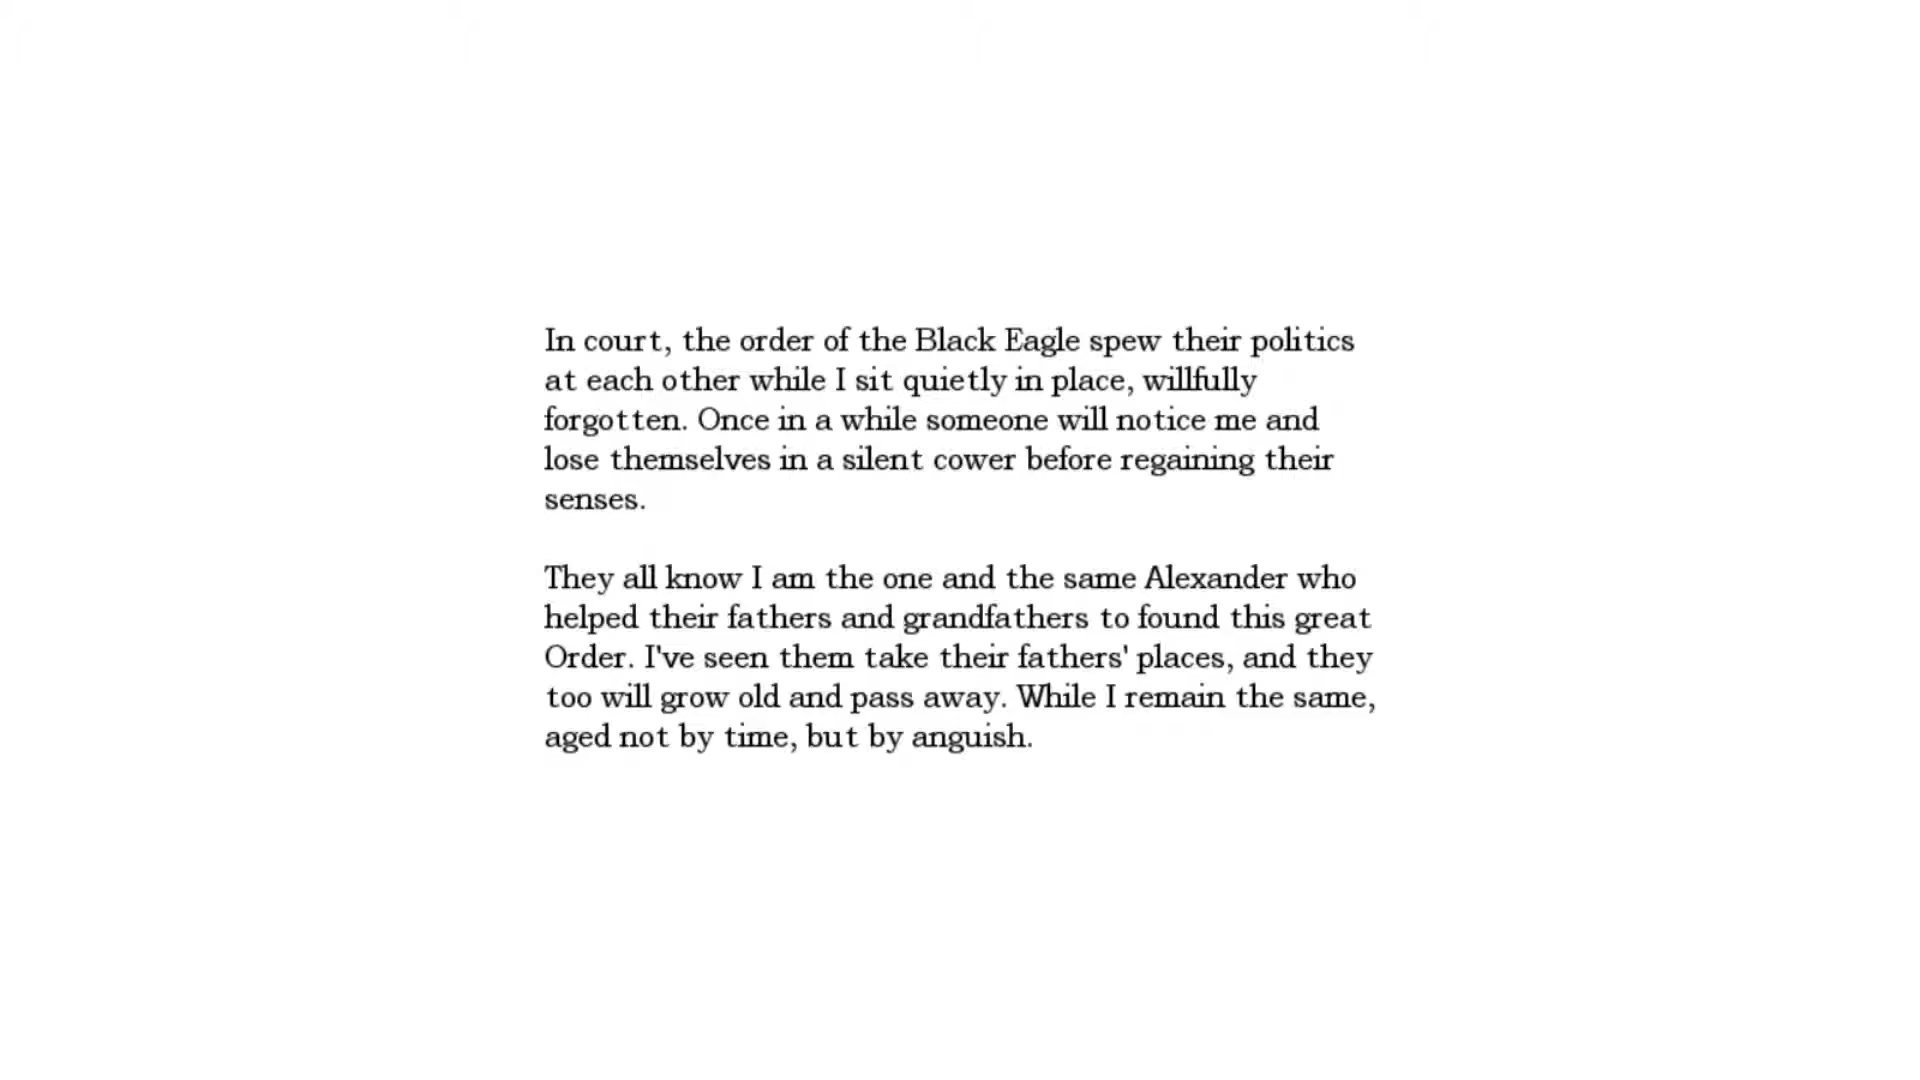 In court, the order of the Black Eagle spew their politics
at each other while I sit quietly in place, willfully
forgotten. Once in a while someone will notice me and
lose themselves in a silent cower before regaining their
senses.
They all know I am the one and the same Alexander who
helped their fathers and grandfathers to found this great
Order. I've seen them take their fathers' places, and they
too will grow old and pass away. While I remain the same,
aged not by time, but by anguish.